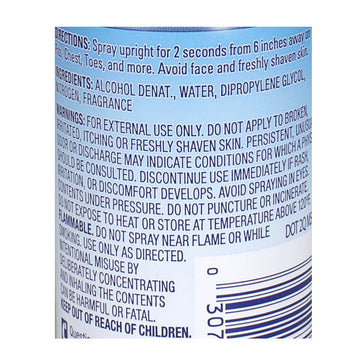 DIRECTIONS: Spray upright for 2 seconds from 6 inches away on
Pits, Chest, Toes, and more. Avoid face and freshly shaven skin.
INGREDIENTS: ALCOHOL DENAT., WATER, DIPROPYLENE GLYCOL,
NITROGEN, FRAGRANCE
WARNINGS: FOR EXTERNAL USE ONLY. DO NOT APPLY TO BROKEN,
IRRITATED, ITCHING OR FRESHLY SHAVEN SKIN. PERSISTENT, UNUSUAL
ODOR OR DISCHARGE MAY INDICATE CONDITIONS FOR WHICH A PHYS
SHOULD BE CONSULTED. DISCONTINUE USE IMMEDIATELY IF RASH,
IRRITATION, OR DISCOMFORT DEVELOPS. AVOID SPRAYING IN EYES.
CONTENTS UNDER PRESSURE. DO NOT PUNCTURE OR INCINERATE.
DO NOT EXPOSE TO HEAT OR STORE AT TEMPERATURE ABOVE 120°F.
FLAMMABLE. DO NOT SPRAY NEAR FLAME OR WHILE
SMOKING. USE ONLY AS DIRECTED.
INTENTIONAL MISUSE BY
DELIBERATELY CONCENTRATING
AND INHALING THE CONTENTS
CAN BE HARMFUL OR FATAL.
KEEP OUT OF REACH OF CHILDREN.
DOT 2Q M
0 307